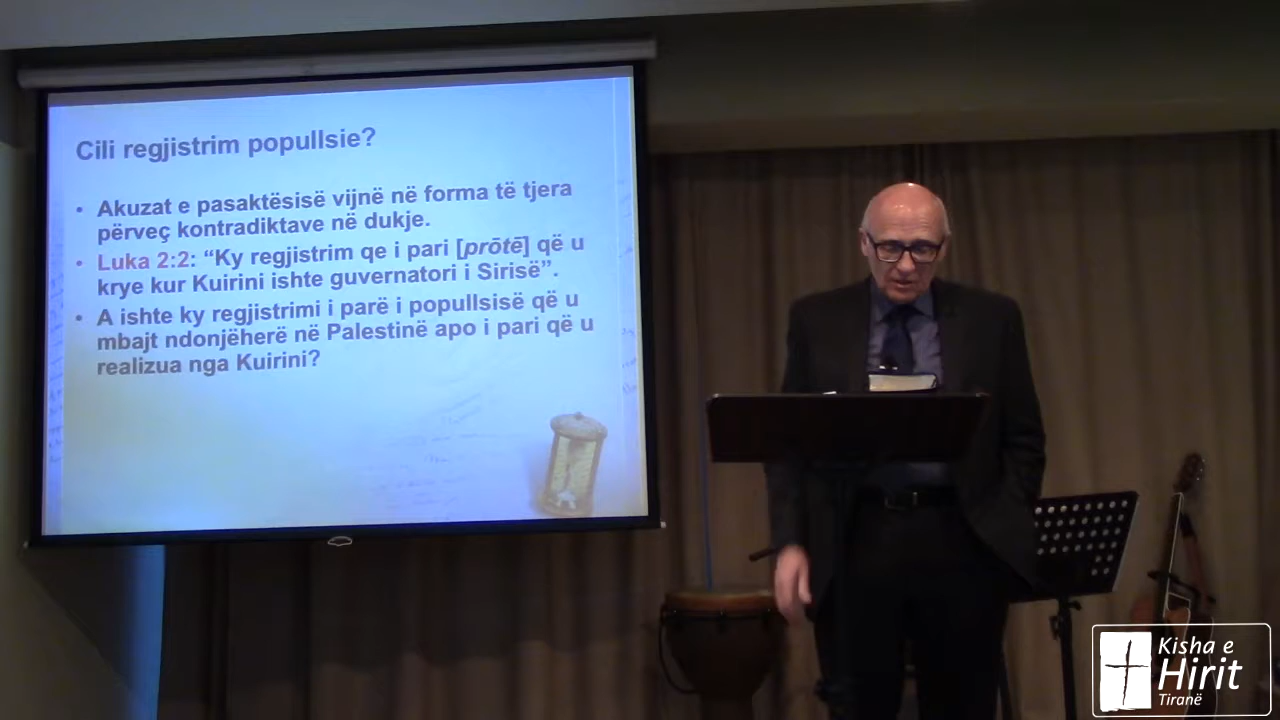 Cili regjistrim popullsie?
• Akuzat e pasaktësisë vijnë në forma të tjera
përveç kontradiktave në dukje.
• Luka 2:2: “Ky regjistrim qe i pari [prōtē] që u
krye kur Kuirini ishte guvernatori i Sirisë”.
• A ishte ky regjistrimi i parë i popullsisë që u
mbajt ndonjëherë në Palestinë apo i pari që u
realizua nga Kuirini?
Kisha e
Hirit
Tiranë